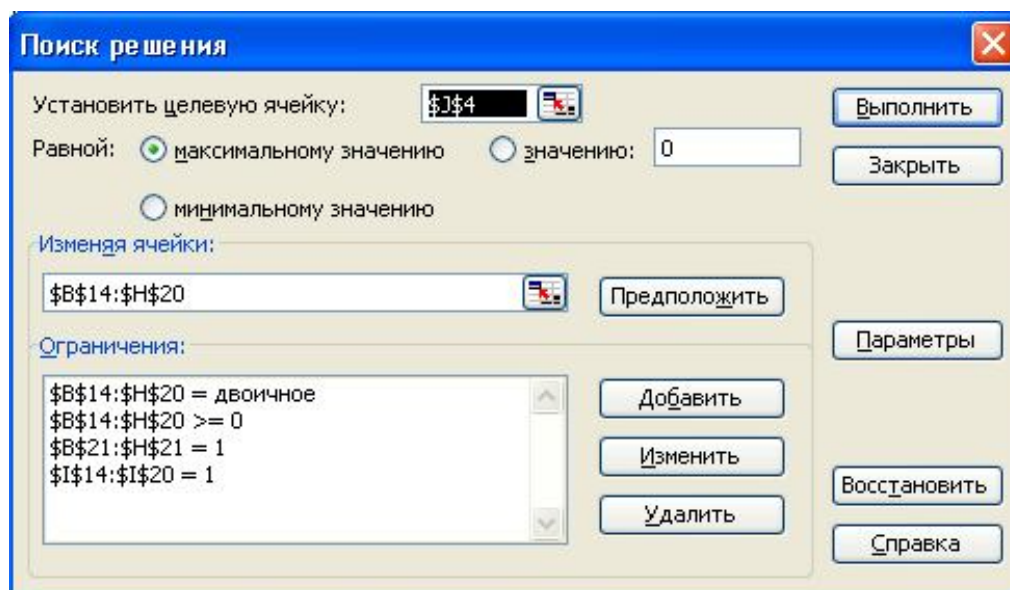 Поиск решения
Установить целевую ячейку: $J$4
Выполнить
Равной: максимальному значению значению: 0
Закрыть
минимальному значению
Изменяя ячейки:
$B$14:$H$20
Предположить
Параметры
Ограничения:
$B$14:$H$20 = двоичное
$B$14:$H$20 >= 0
$B$21:$H$21 = 1
$I$14:$I$20 = 1
Добавить
Изменить
Удалить
Восстановить
Справка